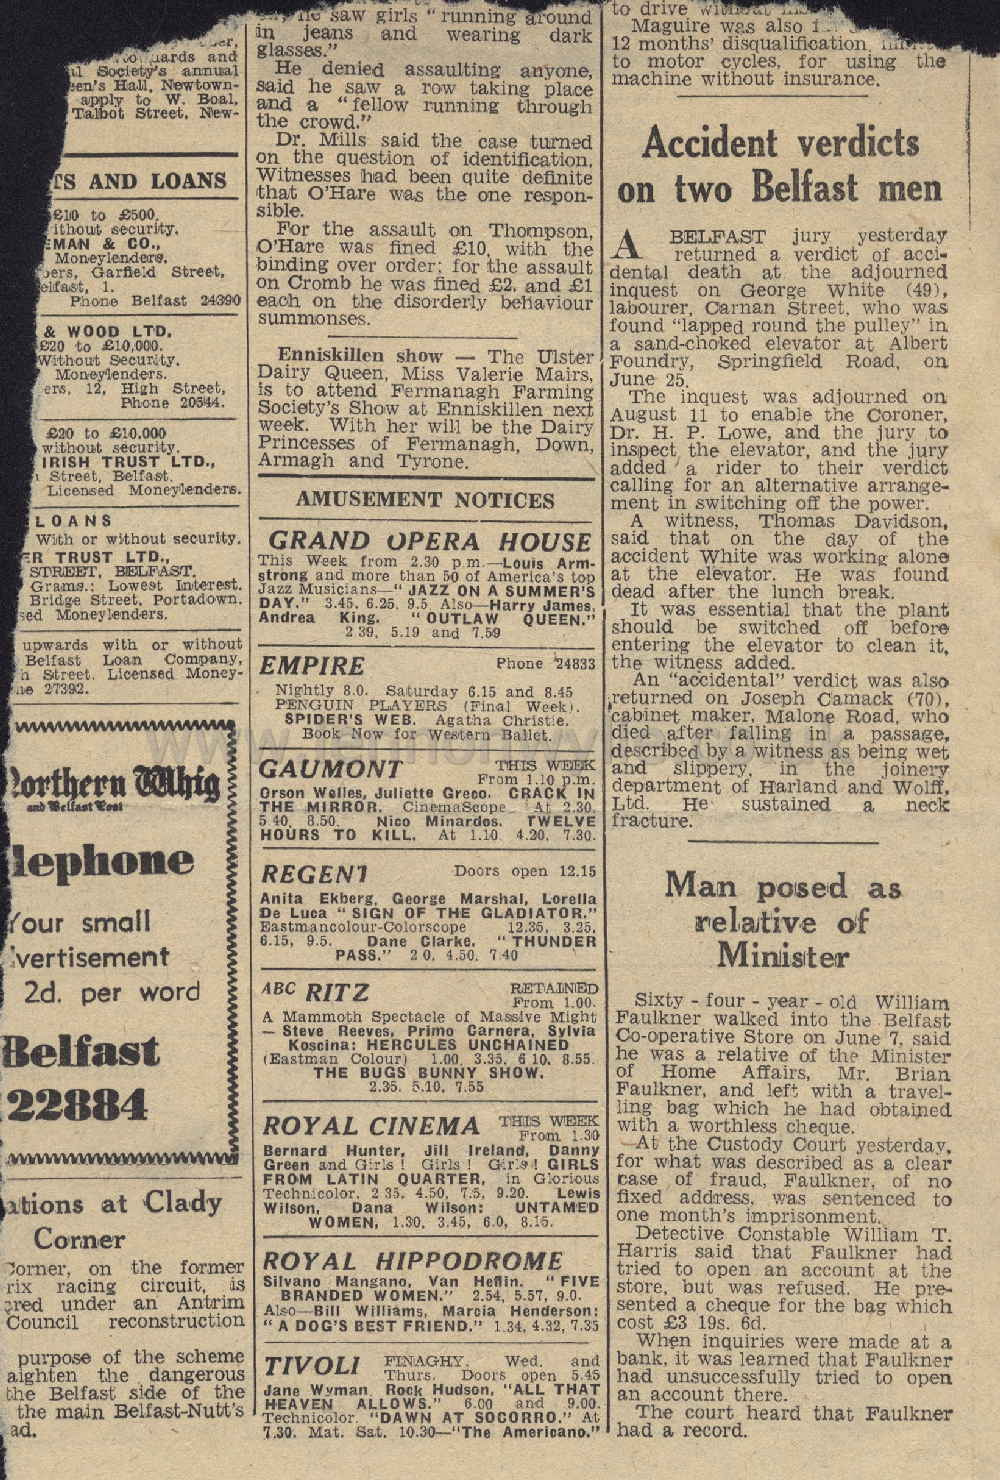 ards and
Society's annual
en's Hall, Newtown-
apply to W. Boal,
Talbot Street, New-
TS AND LOANS
£10 to £500,
ithout security.
MAN & CO.,
Moneylenders.
ers, Garfield Street,
elfast, 1.
Phone Belfast 24390
& WOOD LTD.
£20 to £10,000.
Without Security.
Moneylenders.
ers, 12, High Street,
Phone 20544.
£20 to £10,000
without security.
IRISH TRUST LTD.,
Street, Belfast.
Licensed Moneylenders.
LOANS
With or without security.
ER TRUST LTD.,
STREET, BELFAST.
Grams.: Lowest Interest.
Bridge Street, Portadown.
sed Moneylenders.
upwards with or without
Belfast Loan Company,
n Street. Licensed Money-
ne 27392.
Northern Whig
and Belfast Post
lephone
Your small
vertisement
2d. per word
Belfast
22884
ations at Clady
Corner
Corner, on the former
rix racing circuit, is
ered under an Antrim
Council reconstruction
purpose of the scheme
aighten the dangerous
the Belfast side of the
the main Belfast-Nutt's
ad.
he saw girls "running around
in jeans and wearing dark
glasses."
He denied assaulting anyone,
said he saw a row taking place
and a "fellow running through
the crowd."
Dr. Mills said the case turned
on the question of identification.
Witnesses had been quite definite
that O'Hare was the one respon-
sible.
For the assault on Thompson,
O'Hare was fined £10, with the
binding over order; for the assault
on Cromb he was fined £2, and £1
each on the disorderly behaviour
summonses.
Enniskillen show — The Ulster
Dairy Queen, Miss Valerie Mairs,
is to attend Fermanagh Farming
Society's Show at Enniskillen next
week. With her will be the Dairy
Princesses of Fermanagh, Down,
Armagh and Tyrone.
AMUSEMENT NOTICES
GRAND OPERA HOUSE
This Week from 2.30 p.m.—Louis Arm-
strong and more than 50 of America's top
Jazz Musicians—"JAZZ ON A SUMMER'S
DAY." 3.45, 6.25, 9.5. Also—Harry James,
Andrea King. "OUTLAW QUEEN."
2 39, 5.19 and 7.59
EMPIRE Phone 24833
Nightly 8.0. Saturday 6.15 and 8.45
PENGUIN PLAYERS (Final Week).
SPIDER'S WEB. Agatha Christie.
Book Now for Western Ballet.
GAUMONT THIS WEEK
From 1.10 p.m.
Orson Welles, Juliette Greco. CRACK IN
THE MIRROR. CinemaScope At 2.30,
5 40, 8.50. Nico Minardos. TWELVE
HOURS TO KILL. At 1.10, 4.20, 7.30.
REGENT Doors open 12.15
Anita Ekberg, George Marshal, Lorella
De Luca "SIGN OF THE GLADIATOR."
Eastmancolour-Colorscope 12.35, 3.25,
6.15, 9.5. Dane Clarke. "THUNDER
PASS." 2 0, 4.50, 7.40
ABC RITZ RETAINED
From 1.00.
A Mammoth Spectacle of Massive Might
— Steve Reeves, Primo Carnera, Sylvia
Koscina: HERCULES UNCHAINED
(Eastman Colour) 1.00, 3.35, 6 10, 8.55.
THE BUGS BUNNY SHOW.
2.35, 5.10, 7.55
ROYAL CINEMA THIS WEEK
From 1.30
Bernard Hunter, Jill Ireland, Danny
Green and Girls! Girls! Girls! GIRLS
FROM LATIN QUARTER, in Glorious
Technicolor. 2 35, 4.50, 7.5, 9.20. Lewis
Wilson, Dana Wilson: UNTAMED
WOMEN, 1.30, 3.45, 6.0, 8.15.
ROYAL HIPPODROME
Silvano Mangano, Van Heflin. "FIVE
BRANDED WOMEN." 2.54, 5.57, 9.0.
Also—Bill Williams, Marcia Henderson:
"A DOG'S BEST FRIEND." 1.34, 4.32, 7.35
TIVOLI FINAGHY. Wed. and
Thurs. Doors open 5.45
Jane Wyman, Rock Hudson, "ALL THAT
HEAVEN ALLOWS." 6.00 and 9.00.
Technicolor. "DAWN AT SOCORRO." At
7.30. Mat. Sat. 10.30—"The Americano."
to drive
Maguire was also
12 months' disqualification,
to motor cycles, for using the
machine without insurance.
Accident verdicts
on two Belfast men
A BELFAST jury yesterday
returned a verdict of acci-
dental death at the adjourned
inquest on George White (49),
labourer, Carnan Street, who was
found "lapped round the pulley" in
a sand-choked elevator at Albert
Foundry, Springfield Road, on
June 25.
The inquest was adjourned on
August 11 to enable the Coroner,
Dr. H. P. Lowe, and the jury to
inspect the elevator, and the jury
added a rider to their verdict
calling for an alternative arrange-
ment in switching off the power.
A witness, Thomas Davidson,
said that on the day of the
accident White was working alone
at the elevator. He was found
dead after the lunch break.
It was essential that the plant
should be switched off before
entering the elevator to clean it,
the witness added.
An "accidental" verdict was also
returned on Joseph Camack (70),
cabinet maker, Malone Road, who
died after falling in a passage,
described by a witness as being wet
and slippery, in the joinery
department of Harland and Wolff,
Ltd. He sustained a neck
fracture.
Man posed as
relative of
Minister
Sixty-four-year-old William
Faulkner walked into the Belfast
Co-operative Store on June 7, said
he was a relative of the Minister
of Home Affairs, Mr. Brian
Faulkner, and left with a travel-
ling bag which he had obtained
with a worthless cheque.
At the Custody Court yesterday,
for what was described as a clear
case of fraud, Faulkner, of no
fixed address, was sentenced to
one month's imprisonment.
Detective Constable William T.
Harris said that Faulkner had
tried to open an account at the
store, but was refused. He pre-
sented a cheque for the bag which
cost £3 19s. 6d.
When inquiries were made at a
bank, it was learned that Faulkner
had unsuccessfully tried to open
an account there.
The court heard that Faulkner
had a record.